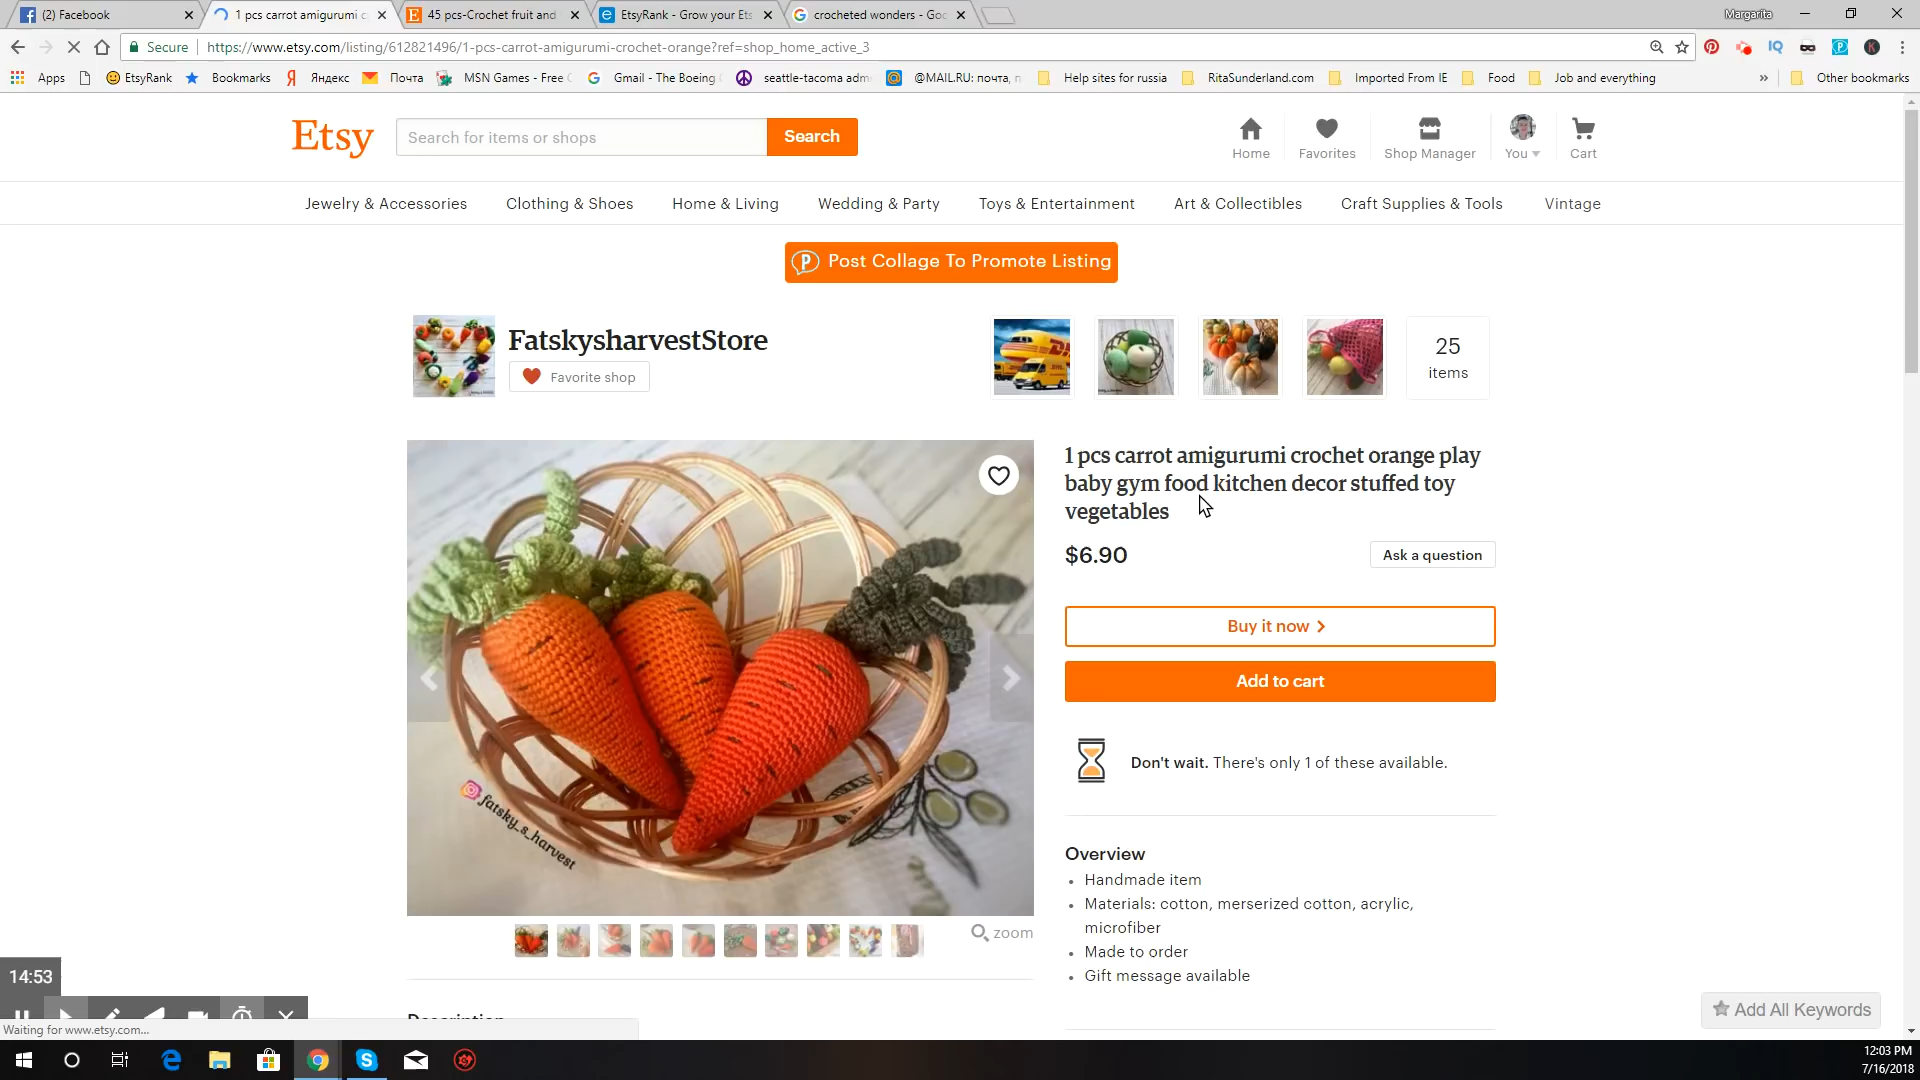 (2) Facebook
1 pcs carrot amigurumi c
45 pcs-Crochet fruit and
EtsyRank - Grow your Ets
crocheted wonders - Goo
Margarita
Secure
https://www.etsy.com/listing/612821496/1-pcs-carrot-amigurumi-crochet-orange?ref=shop_home_active_3
Apps
EtsyRank
Bookmarks
Яндекс
Почта
MSN Games - Free C
Gmail - The Boeing
seattle-tacoma adm
@MAIL.RU: почта, п
Help sites for russia
RitaSunderland.com
Imported From IE
Food
Job and everything
»
Other bookmarks
Etsy
Search for items or shops
Search
Home
Favorites
Shop Manager
You
Cart
Jewelry & Accessories
Clothing & Shoes
Home & Living
Wedding & Party
Toys & Entertainment
Art & Collectibles
Craft Supplies & Tools
Vintage
Post Collage To Promote Listing
FatskysharvestStore
Favorite shop
25
items
1 pcs carrot amigurumi crochet orange play
baby gym food kitchen decor stuffed toy
vegetables
$6.90
Ask a question
Buy it now
Add to cart
Don't wait. There's only 1 of these available.
fatsky_s_harvest
Overview
Handmade item
Materials: cotton, merserized cotton, acrylic,
microfiber
Made to order
Gift message available
zoom
14:53
Description
Add All Keywords
Waiting for www.etsy.com...
12:03 PM
7/16/2018